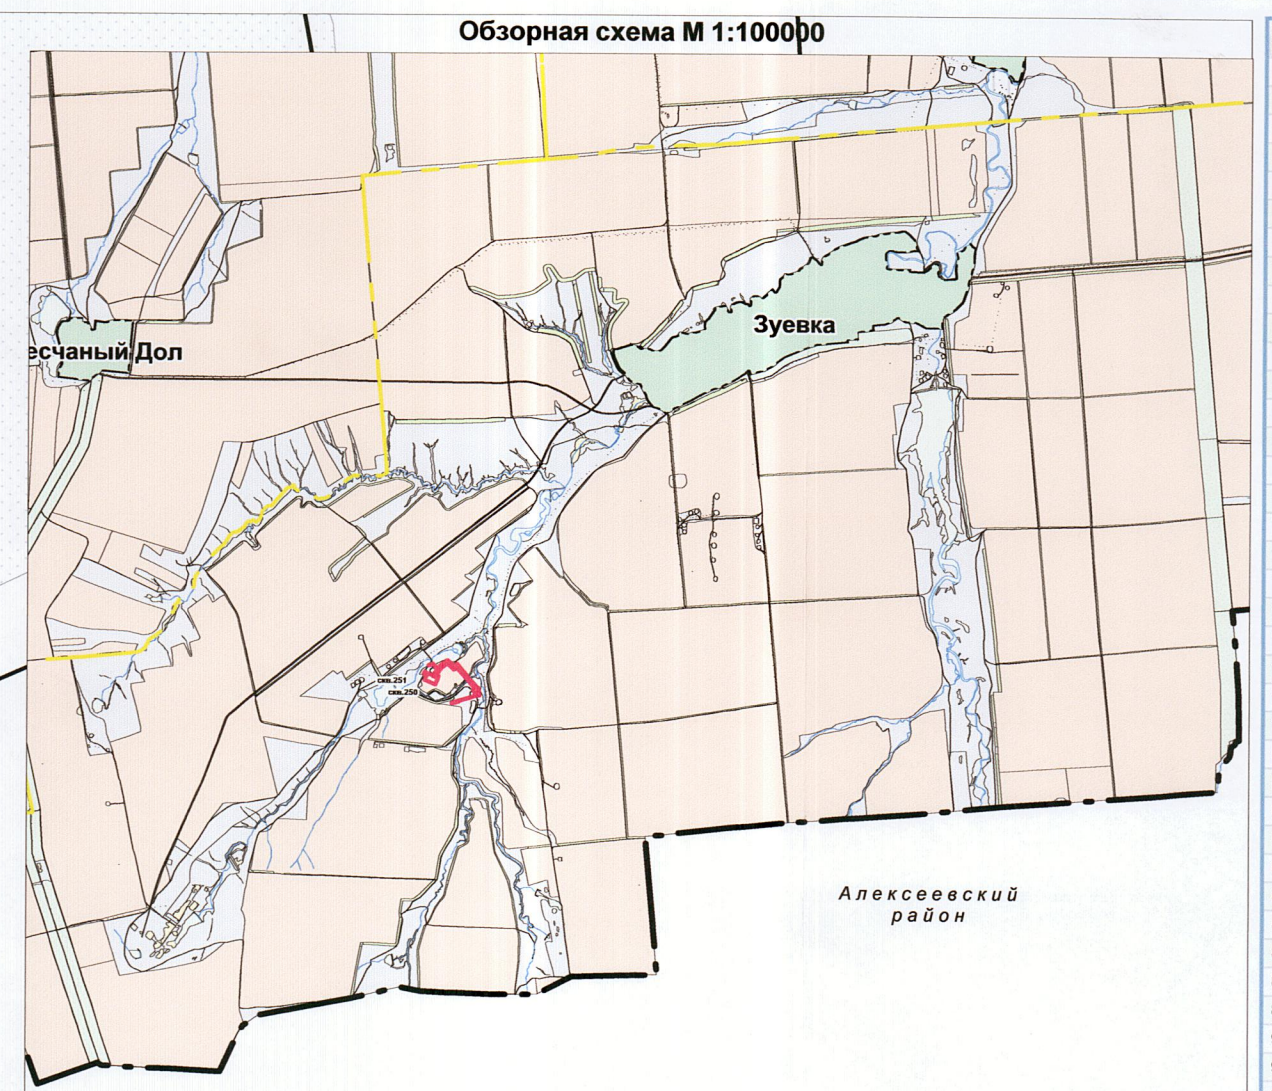 Обзорная схема М 1:100000
Зуевка
есчаный Дол
скв.251
скв.250
Алексеевский
район